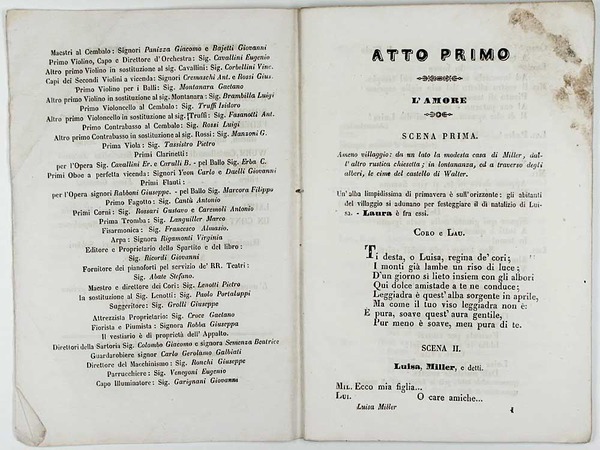 Maestri al Cembalo: Signori Panizza Giacomo e Bajetti Giovanni
Primo Violino, Capo e Direttore d'Orchestra: Sig. Cavallini Eugenio
Altro primo Violino in sostituzione al sig. Cavallini: Sig. Corbellini Vinc.
Capi dei Secondi Violini a vicenda: Signori Cremaschi Ant. e Rossi Gius.
Primo Violino per i Balli: Sig. Montanara Gaetano
Altro primo Violino in sostituzione al sig. Montanara: Sig. Brambilla Luigi
Primo Violoncello al Cembalo: Sig. Truffi Isidoro
Altro primo Violoncello in sostituzione al sig. Truffi: Sig. Fasanotti Ant.
Primo Contrabasso al Cembalo: Sig. Rossi Luigi
Altro primo Contrabasso in sostituzione al sig. Rossi: Sig. Manzoni G.
Prima Viola: Sig. Tassistro Pietro
Primi Clarinetti:
per l'Opera Sig. Cavallini Er. e Corulli B. - pel Ballo Sig. Erba C.
Primi Oboe a perfetta vicenda: Signori Yvon Carlo e Daelli Giovanni
Primi Flauti:
per l'Opera signori Rabboni Giuseppe. - pel Ballo Sig. Marcora Filippo
Primo Fagotto: Sig. Cantù Antonio
Primi Corni: Sig. Rossari Gustavo e Caremoli Antonio
Prima Tromba: Sig. Languiller Marco
Fisarmonica: Sig. Francesco Almasio.
Arpa: Signora Rigamonti Virginia
Editore e Proprietario dello Spartito e del libro:
Sig. Ricordi Giovanni
Fornitore dei pianoforti pel servizio de' RR. Teatri:
Sig. Abate Stefano.
Maestro e direttore dei Cori: Sig. Lenotti Pietro
In sostituzione al Sig. Lenotti: Sig. Paolo Portaluppi
Suggeritore: Sig. Grolli Giuseppe
Attrezzista Proprietario: Sig. Croce Gaetano
Fiorista e Piumista: Signora Robba Giuseppa
Il vestiario è di proprietà dell' Appalto.
Direttori della Sartoria Sig. Colombo Giacomo e signora Semenza Beatrice
Guardarobiere signor Carlo Gerolamo Galbiati
Direttore del Macchinismo: Sig. Ronchi Giuseppe
Parrucchiere: Sig. Venegoni Eugenio
Capo Illuminatore: Sig. Garignani Giovanni
ATTO PRIMO
L'AMORE
SCENA PRIMA.
Ameno villaggio: da un lato la modesta casa di Miller, dal-
l'altro rustica chiesetta; in lontananza, ed a traverso degli
alberi, le cime del castello di Walter.
Un' alba limpidissima di primavera è sull'orizzonte: gli abitanti
del villaggio si adunano per festeggiare il dì natalizio di Lui-
sa. - Laura è fra essi.
CORO e LAU.
Ti desta, o Luisa, regina de' cori;
I monti già lambe un riso di luce;
D'un giorno sì lieto insiem con gli albori
Qui dolce amistade a te ne conduce;
Leggiadra è quest' alba sorgente in aprile,
Ma come il tuo viso leggiadra non è:
È pura, soave quest' aura gentile,
Pur meno è soave, men pura di te.
SCENA II.
Luisa, Miller, e detti.
MIL. Ecco mia figlia...
LUI. O care amiche...
Luisa Miller 1